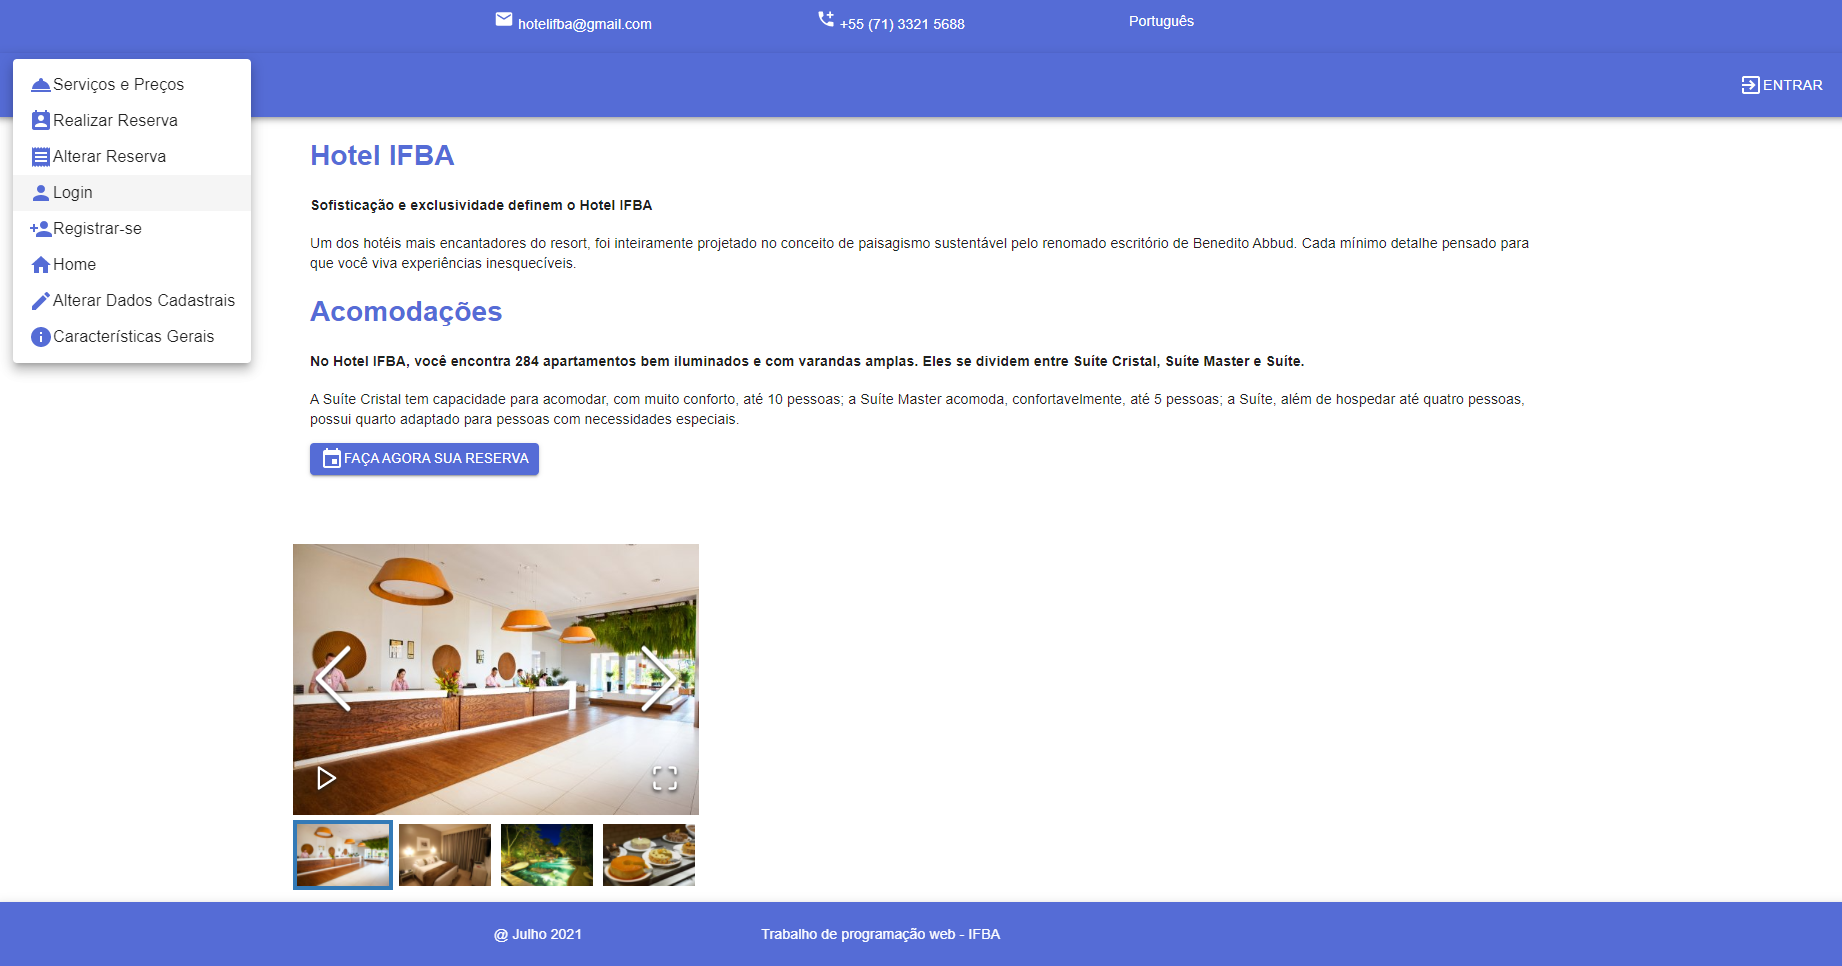 hotelifba@gmail.com
+55 (71) 3321 5688
Português
ENTRAR
Serviços e Preços
Realizar Reserva
Alterar Reserva
Login
Registrar-se
Home
Alterar Dados Cadastrais
Características Gerais
Hotel IFBA
Sofisticação e exclusividade definem o Hotel IFBA
Um dos hotéis mais encantadores do resort, foi inteiramente projetado no conceito de paisagismo sustentável pelo renomado escritório de Benedito Abbud. Cada mínimo detalhe pensado para
que você viva experiências inesquecíveis.
Acomodações
No Hotel IFBA, você encontra 284 apartamentos bem iluminados e com varandas amplas. Eles se dividem entre Suíte Cristal, Suíte Master e Suíte.
A Suíte Cristal tem capacidade para acomodar, com muito conforto, até 10 pessoas; a Suíte Master acomoda, confortavelmente, até 5 pessoas; a Suíte, além de hospedar até quatro pessoas,
possui quarto adaptado para pessoas com necessidades especiais.
FAÇA AGORA SUA RESERVA
@ Julho 2021
Trabalho de programação web - IFBA